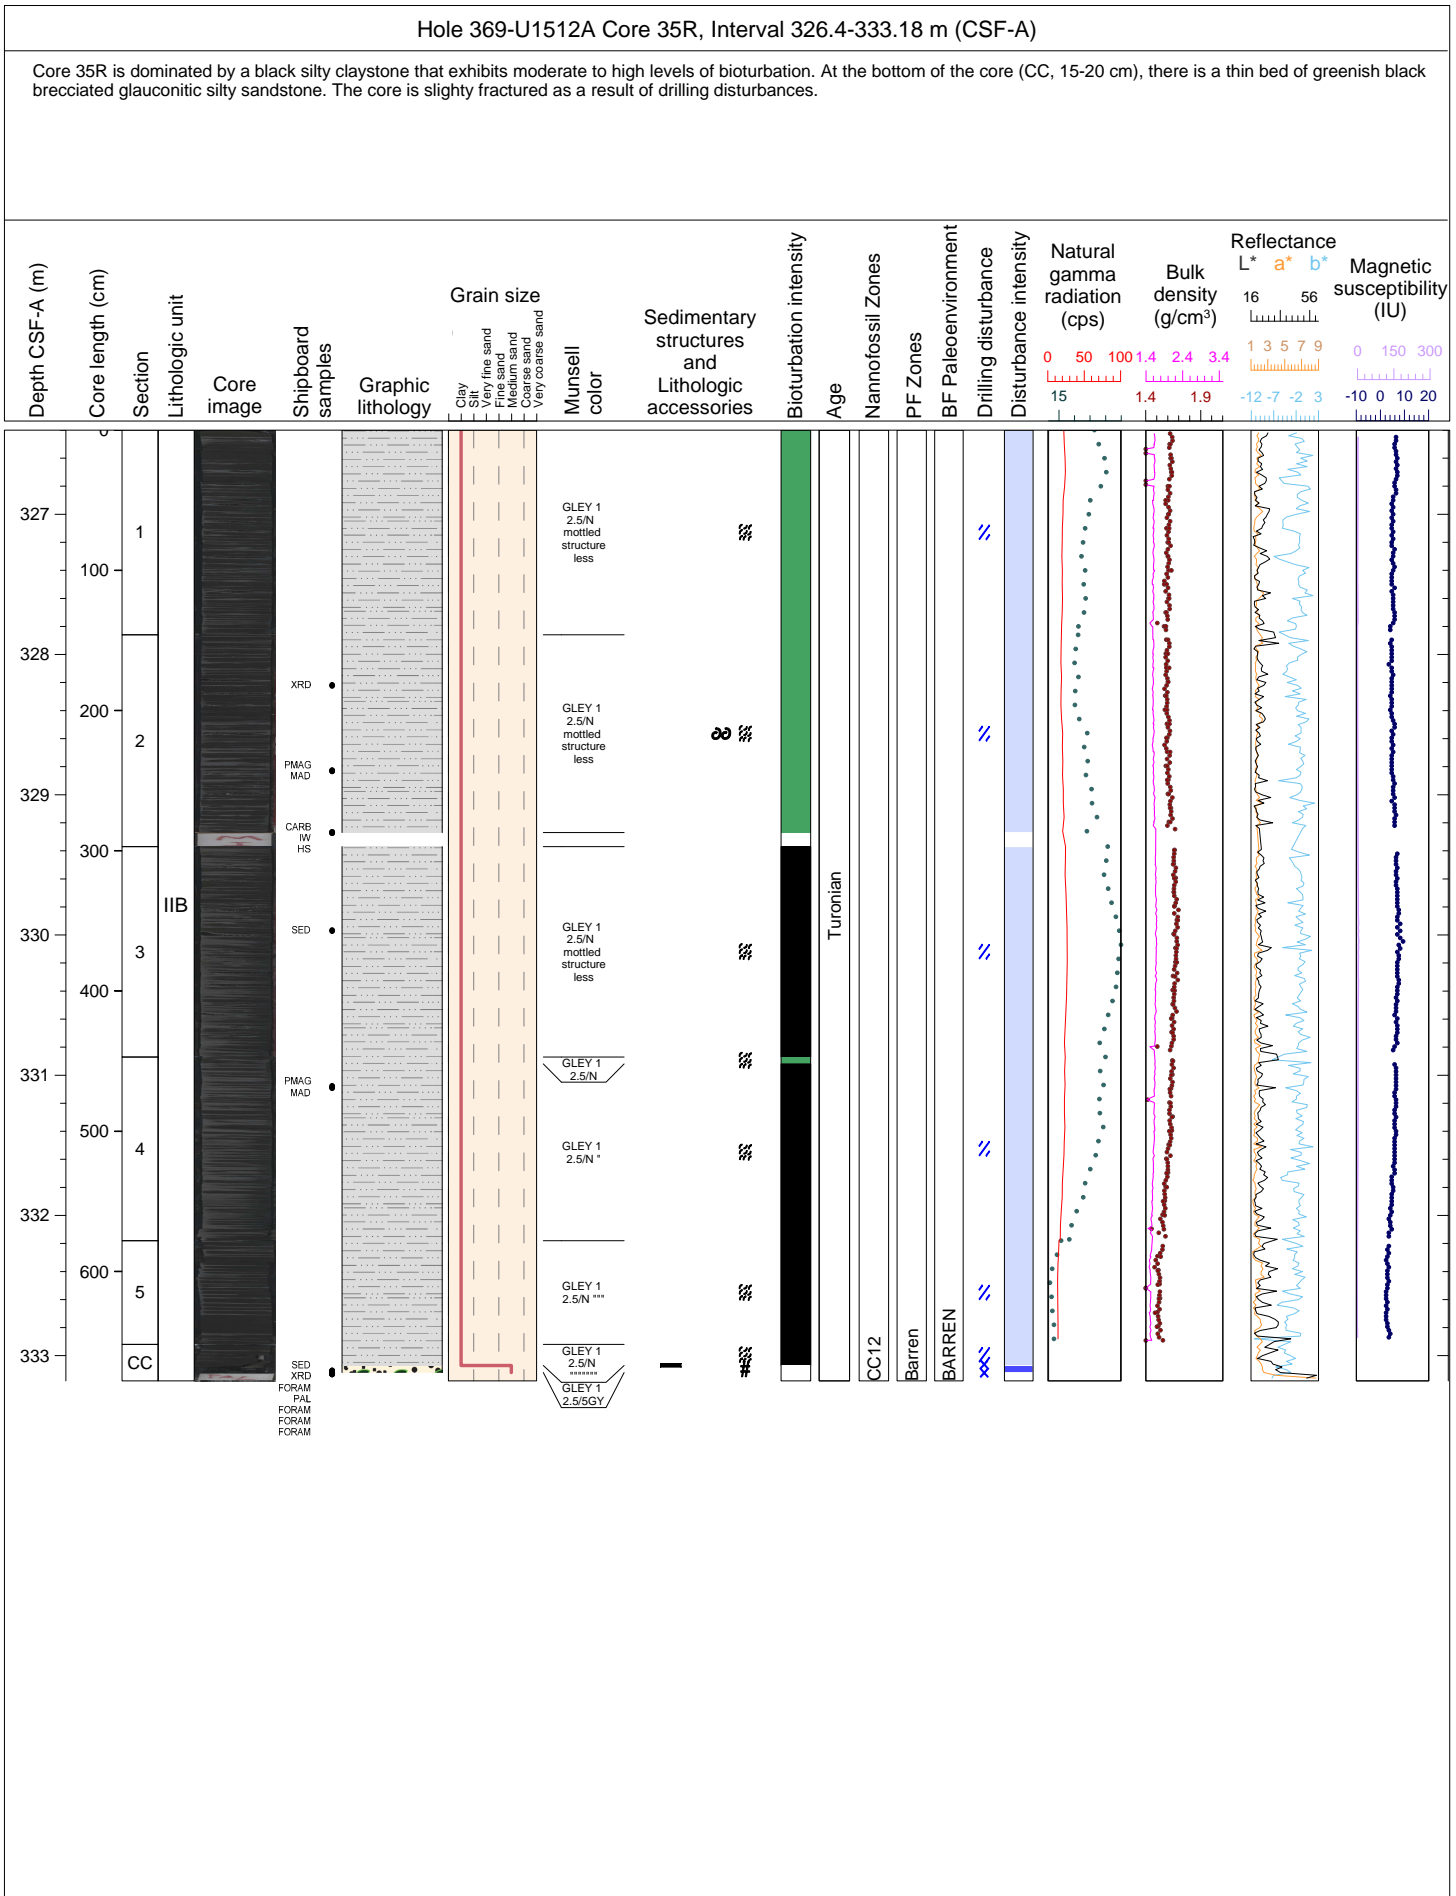 Hole 369-U1512A Core 35R, Interval 326.4-333.18 m (CSF-A)
Core 35R is dominated by a black silty claystone that exhibits moderate to high levels of bioturbation. At the bottom of the core (CC, 15-20 cm), there is a thin bed of greenish black
brecciated glauconitic silty sandstone. The core is slighty fractured as a result of drilling disturbances.
Depth CSF-A (m)
Core length (cm)
Section
Lithologic unit
Core
image
Shipboard
samples
Graphic
lithology
Grain size
Clay
Silt
Very fine sand
Fine sand
Medium sand
Coarse sand
Very coarse sand
Munsell
color
Sedimentary
structures
and
Lithologic
accessories
Bioturbation intensity
Age
Nannofossil Zones
PF Zones
BF Paleoenvironment
Drilling disturbance
Disturbance intensity
Natural
gamma
radiation
(cps)
0 50 100
15
Bulk
density
(g/cm³)
1.4 2.4 3.4
1.4 1.9
Reflectance
L* a* b*
16 56
1 3 5 7 9
-12 -7 -2 3
Magnetic
susceptibility
(IU)
0 150 300
-10 0 10 20
327
328
329
330
331
332
333
0
100
200
300
400
500
600
1
2
3
4
5
CC
IIB
XRD
PMAG
MAD
CARB
IW
HS
SED
PMAG
MAD
SED
XRD
FORAM
PAL
FORAM
FORAM
FORAM
GLEY 1
2.5/N
mottled
structure
less
GLEY 1
2.5/N
mottled
structure
less
GLEY 1
2.5/N
mottled
structure
less
GLEY 1
2.5/N
GLEY 1
2.5/N "
GLEY 1
2.5/N """
GLEY 1
2.5/N
"""""""
GLEY 1
2.5/5GY
Turonian
CC12
Barren
BARREN